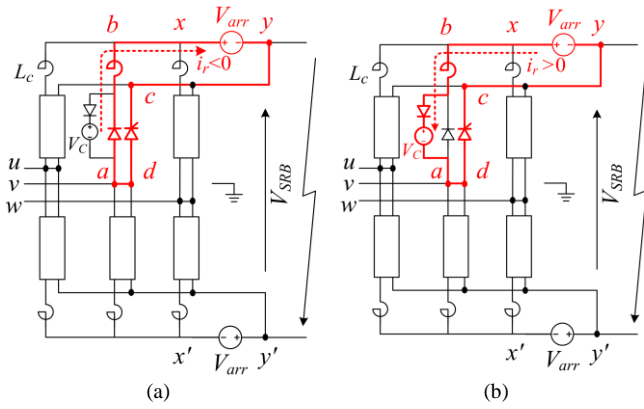 b x V_arr y
i_r<0
L_c
c
V_C
u
a d
v
w
V_SRB
+ −
− +
x' V_arr y'
(a)
b x V_arr y
i_r>0
L_c
c
V_C
u
a d
v
w
V_SRB
+ −
− +
x' V_arr y'
(b)